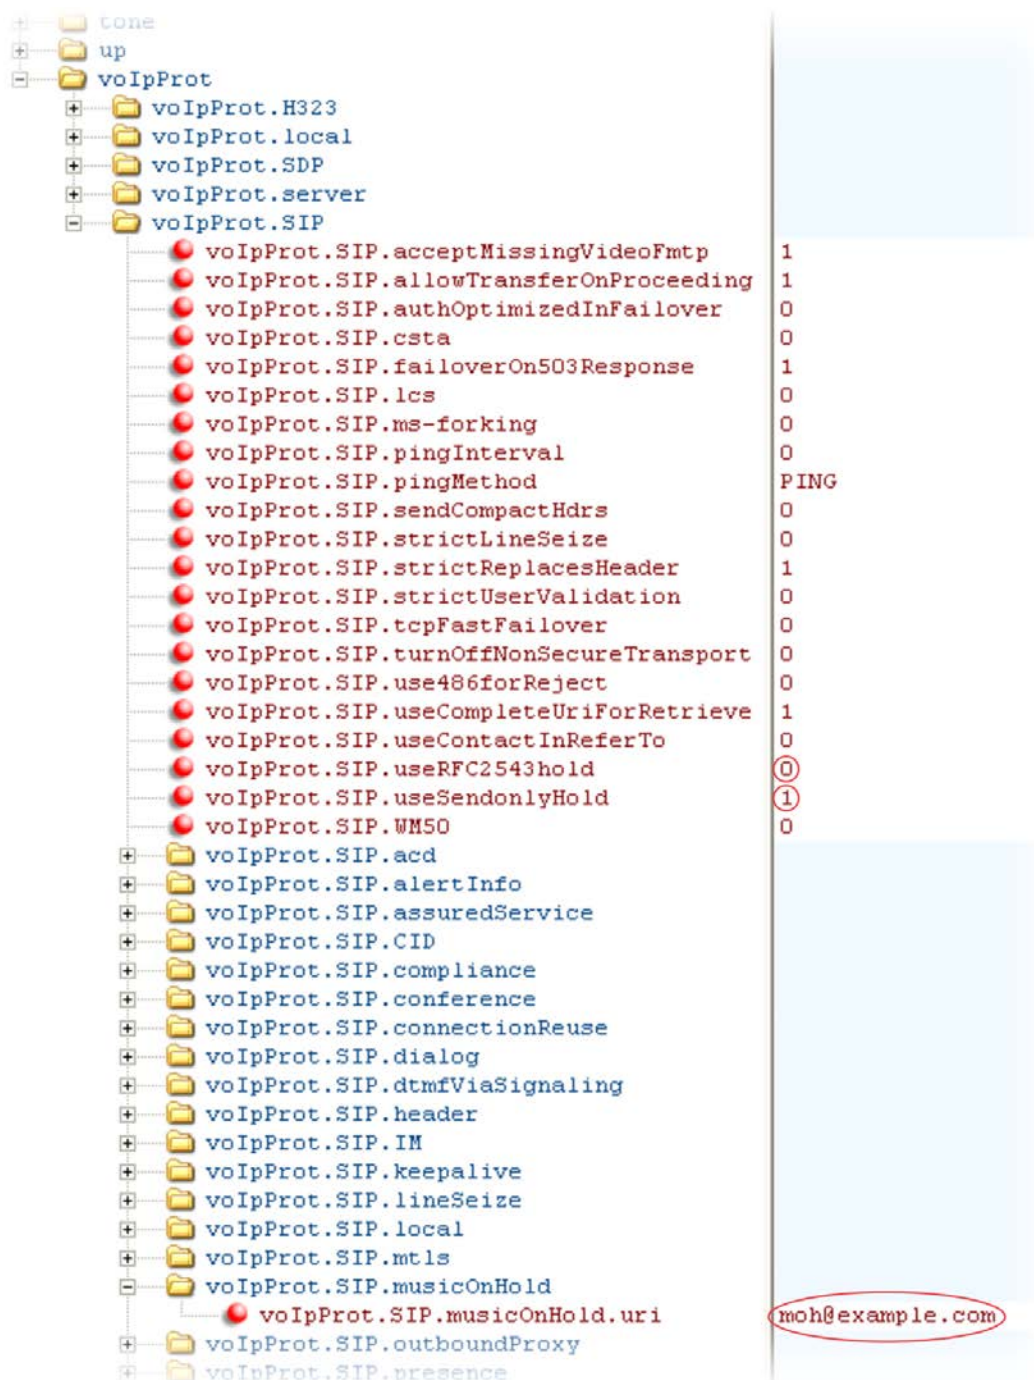 tone
up
voIpProt
voIpProt.H323
voIpProt.local
voIpProt.SDP
voIpProt.server
voIpProt.SIP
voIpProt.SIP.acceptMissingVideoFmtp 1
voIpProt.SIP.allowTransferOnProceeding 1
voIpProt.SIP.authOptimizedInFailover 0
voIpProt.SIP.csta 0
voIpProt.SIP.failoverOn503Response 1
voIpProt.SIP.lcs 0
voIpProt.SIP.ms-forking 0
voIpProt.SIP.pingInterval 0
voIpProt.SIP.pingMethod PING
voIpProt.SIP.sendCompactHdrs 0
voIpProt.SIP.strictLineSeize 0
voIpProt.SIP.strictReplacesHeader 1
voIpProt.SIP.strictUserValidation 0
voIpProt.SIP.tcpFastFailover 0
voIpProt.SIP.turnOffNonSecureTransport 0
voIpProt.SIP.use486forReject 0
voIpProt.SIP.useCompleteUriForRetrieve 1
voIpProt.SIP.useContactInReferTo 0
voIpProt.SIP.useRFC2543hold 0
voIpProt.SIP.useSendonlyHold 1
voIpProt.SIP.WM50 0
voIpProt.SIP.acd
voIpProt.SIP.alertInfo
voIpProt.SIP.assuredService
voIpProt.SIP.CID
voIpProt.SIP.compliance
voIpProt.SIP.conference
voIpProt.SIP.connectionReuse
voIpProt.SIP.dialog
voIpProt.SIP.dtmfViaSignaling
voIpProt.SIP.header
voIpProt.SIP.IM
voIpProt.SIP.keepalive
voIpProt.SIP.lineSeize
voIpProt.SIP.local
voIpProt.SIP.mtls
voIpProt.SIP.musicOnHold
voIpProt.SIP.musicOnHold.uri moh@example.com
voIpProt.SIP.outboundProxy
voIpProt.SIP.presence